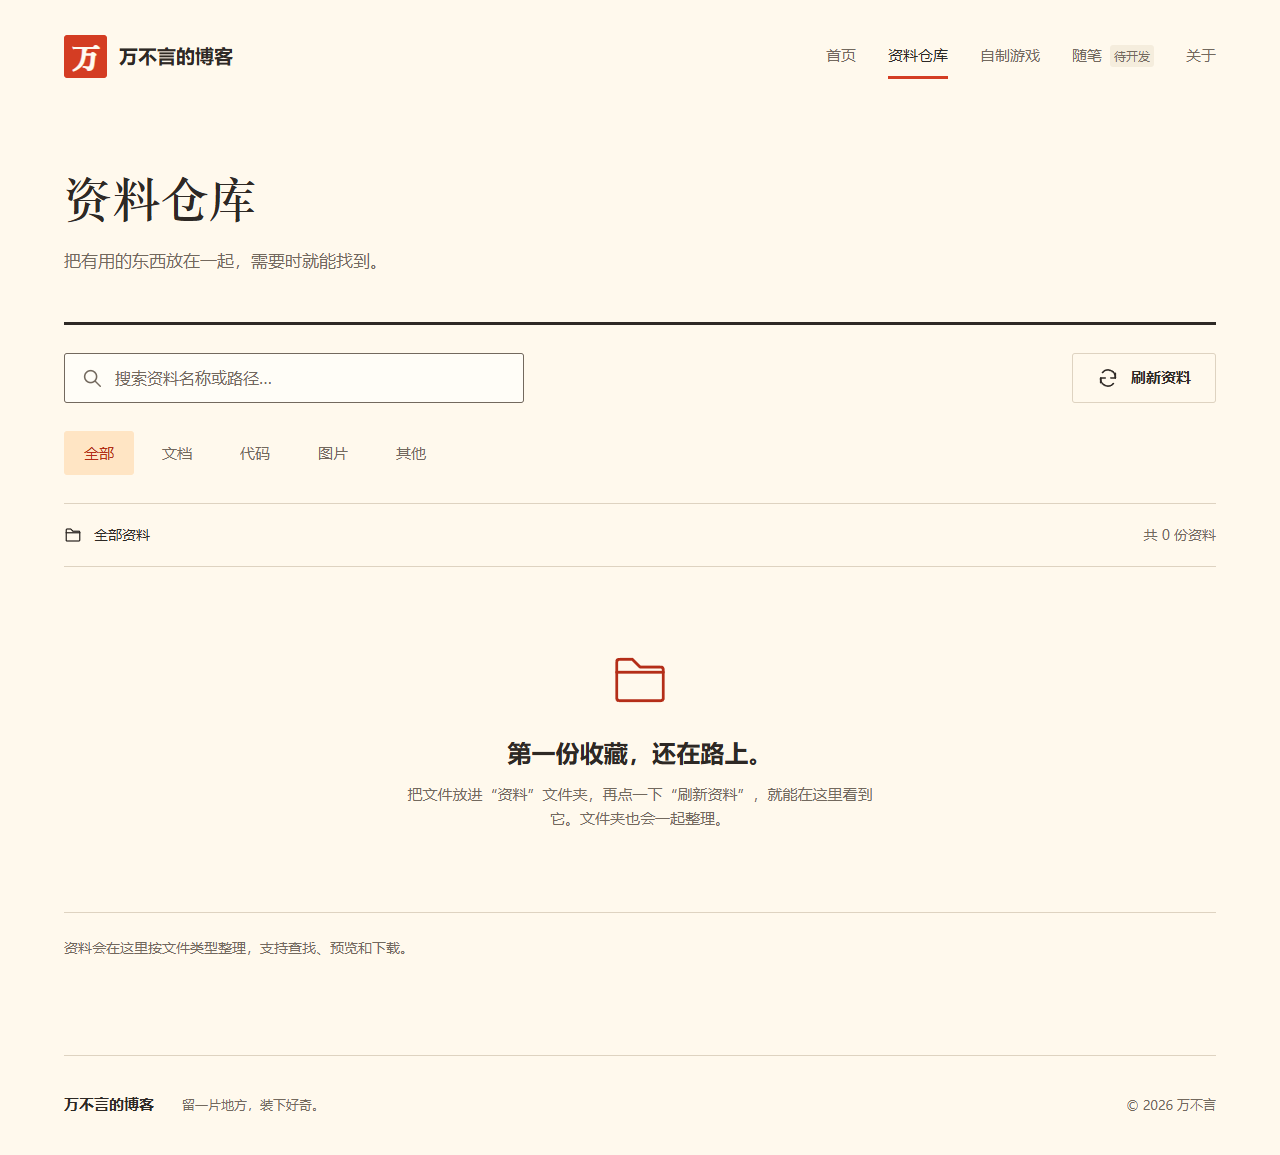 万 万不言的博客
首页 资料仓库 自制游戏 随笔 待开发 关于
资料仓库
把有用的东西放在一起，需要时就能找到。
搜索资料名称或路径... 刷新资料
全部 文档 代码 图片 其他
全部资料 共 0 份资料
第一份收藏，还在路上。
把文件放进“资料”文件夹，再点一下“刷新资料”，就能在这里看到
它。文件夹也会一起整理。
资料会在这里按文件类型整理，支持查找、预览和下载。
万不言的博客 留一片地方，装下好奇。 © 2026 万不言